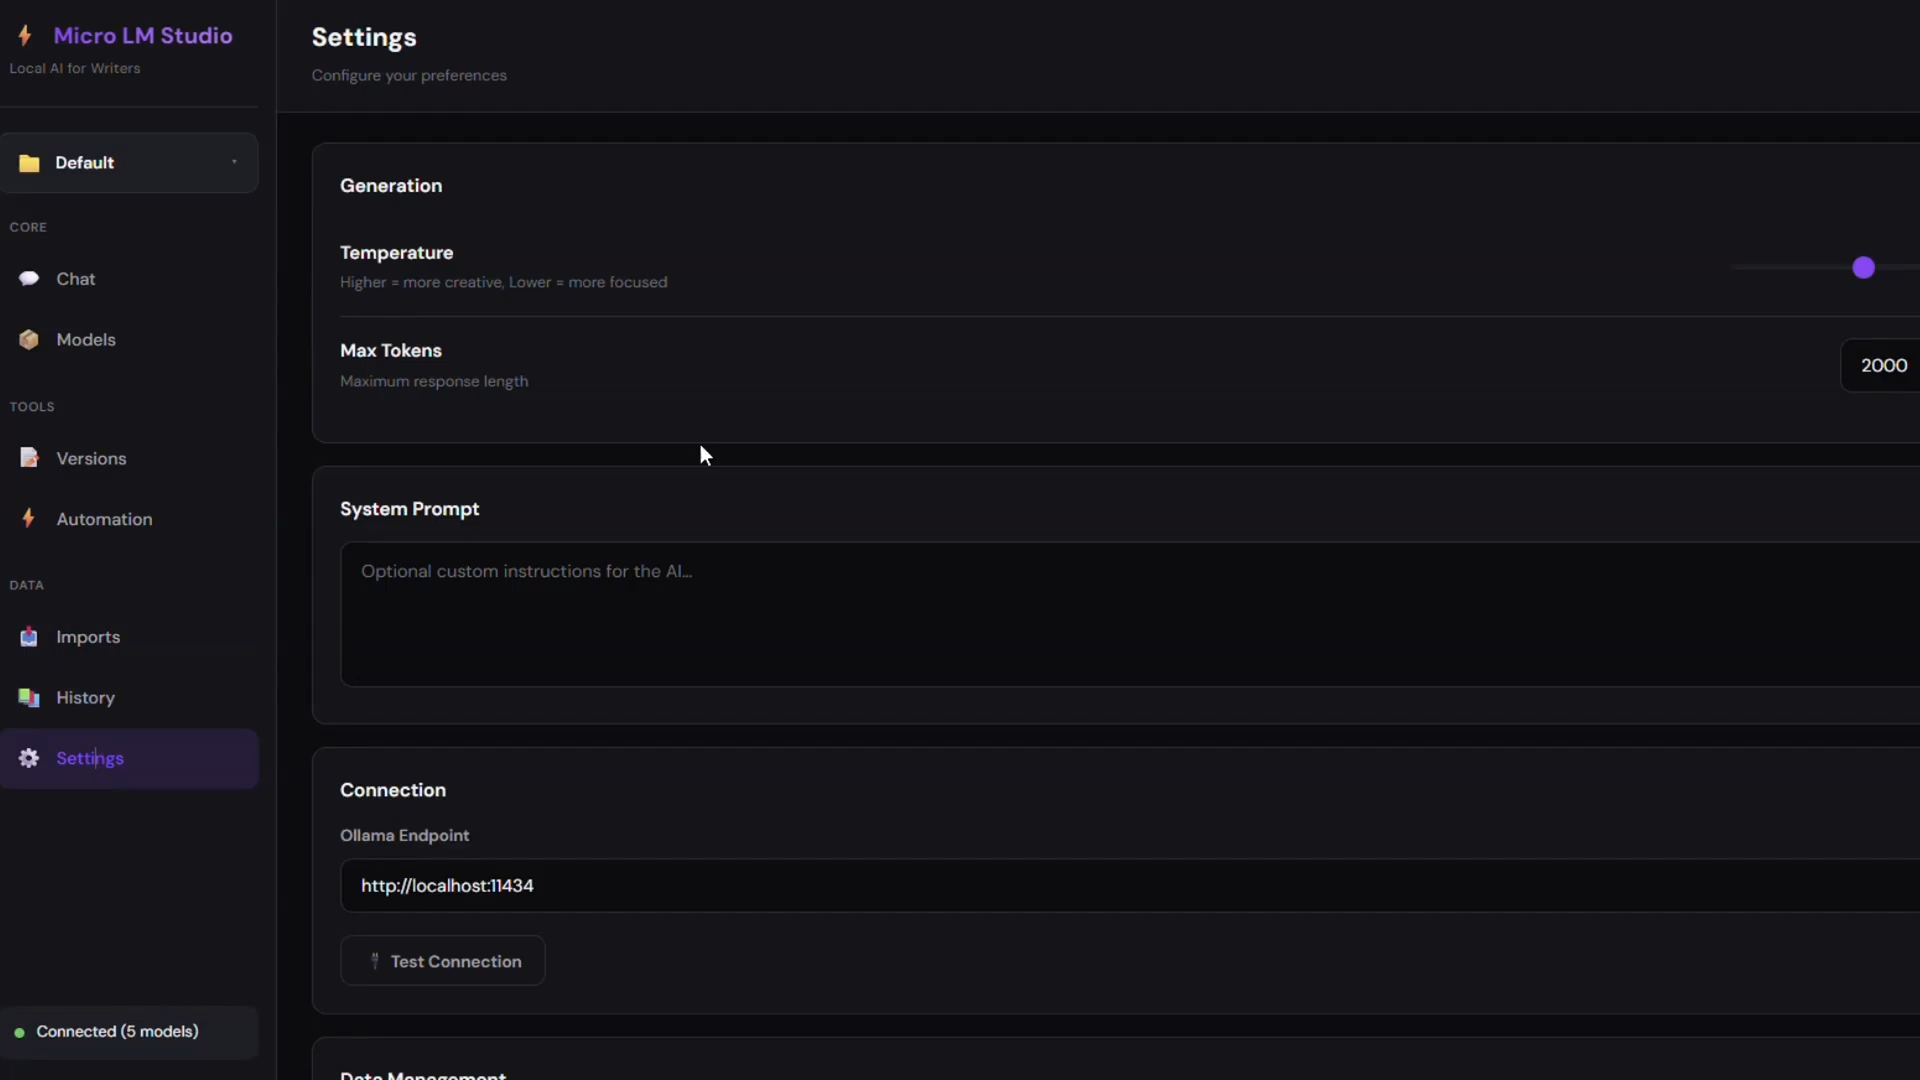 Micro LM Studio
Local AI for Writers
Default
CORE
Chat
Models
TOOLS
Versions
Automation
DATA
Imports
History
Settings
Connected (5 models)
Settings
Configure your preferences
Generation
Temperature
Higher = more creative, Lower = more focused
Max Tokens
Maximum response length
2000
System Prompt
Optional custom instructions for the AI...
Connection
Ollama Endpoint
http://localhost:11434
Test Connection
Data Management